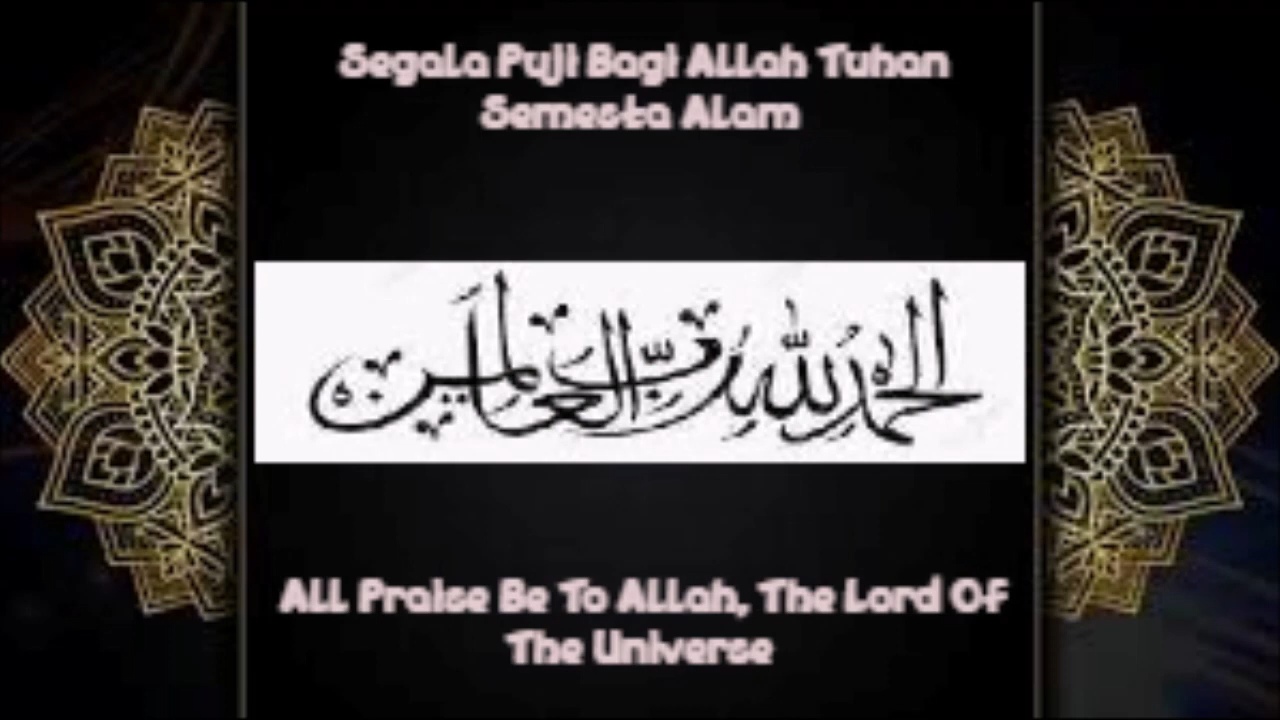 Segala Puji Bagi Allah Tuhan
Semesta Alam
الحمد لله رب العالمين
All Praise Be To Allah, The Lord Of
The Universe